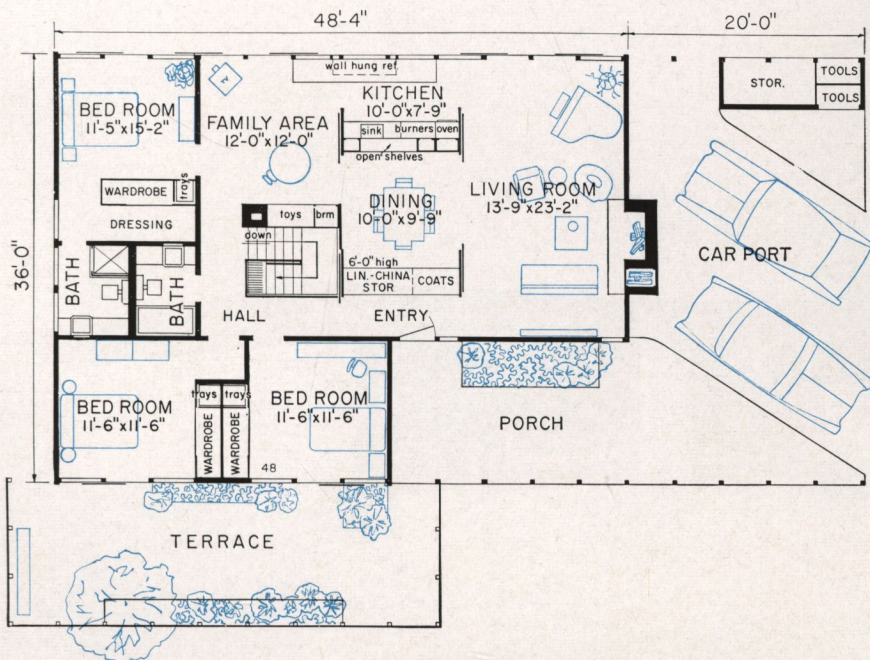 48'-4"
20'-0"
36'-0"
wall hung ref.
STOR.
TOOLS
TOOLS
BED ROOM
11'-5"x15'-2"
FAMILY AREA
12'-0"x12'-0"
KITCHEN
10'-0"x7'-9"
sink burners oven
open shelves
WARDROBE
trays
DRESSING
toys brm
down
DINING
10'-0"x9'-9"
LIVING ROOM
13'-9"x23'-2"
CAR PORT
6'-0" high
LIN.-CHINA
STOR
COATS
BATH
BATH
HALL
ENTRY
BED ROOM
11'-6"x11'-6"
trays trays
WARDROBE
WARDROBE
BED ROOM
11'-6"x11'-6"
48
PORCH
TERRACE